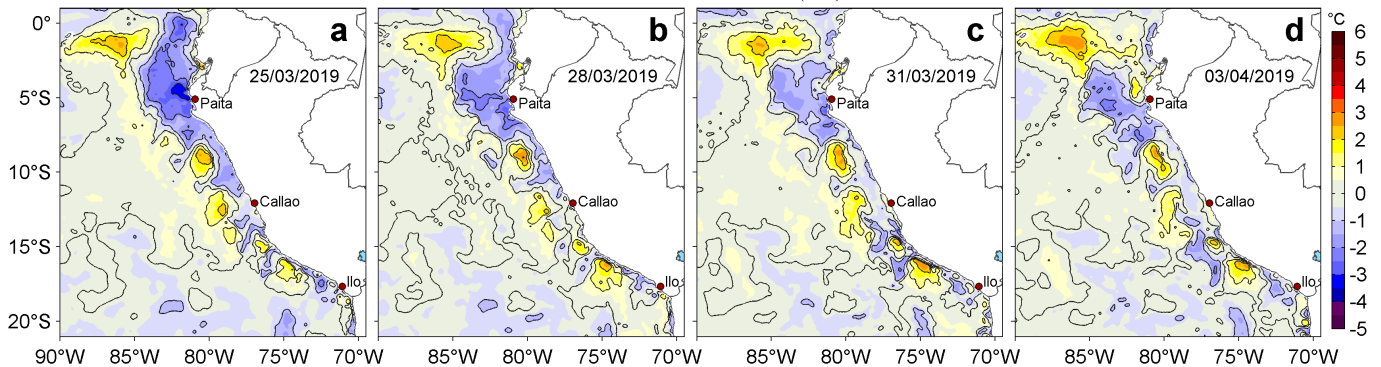 a
b
c
d
°C
0°
5°S
10°S
15°S
20°S
25/03/2019
28/03/2019
31/03/2019
03/04/2019
Paita
Paita
Paita
Paita
Callao
Callao
Callao
Callao
Ilo
Ilo
Ilo
Ilo
90°W 85°W 80°W 75°W 70°W
85°W 80°W 75°W 70°W
85°W 80°W 75°W 70°W
85°W 80°W 75°W 70°W
6
5
4
3
2
1
0
-1
-2
-3
-4
-5